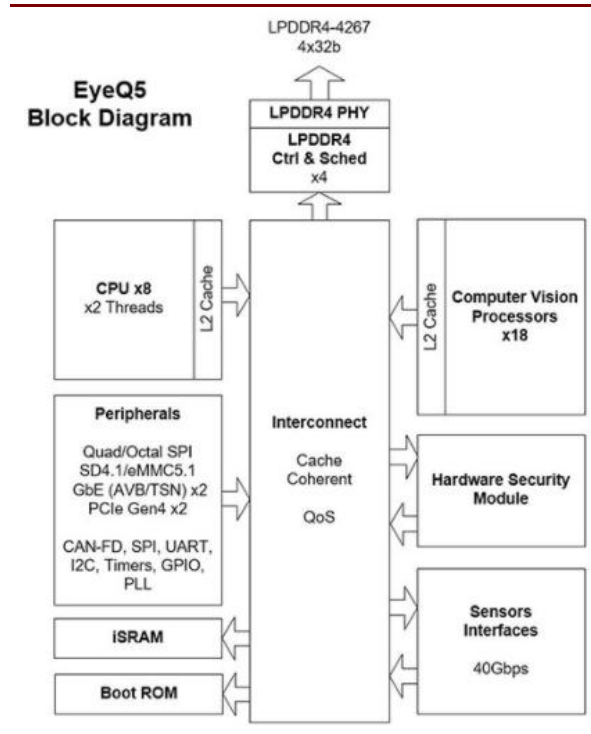 LPDDR4-4267
4x32b
EyeQ5
Block Diagram
LPDDR4 PHY
LPDDR4
Ctrl & Sched
x4
CPU x8
x2 Threads
L2 Cache
L2 Cache
Computer Vision
Processors
x18
Peripherals
Quad/Octal SPI
SD4.1/eMMC5.1
GbE (AVB/TSN) x2
PCIe Gen4 x2
CAN-FD, SPI, UART,
I2C, Timers, GPIO,
PLL
Interconnect
Cache
Coherent
QoS
Hardware Security
Module
Sensors
Interfaces
40Gbps
iSRAM
Boot ROM